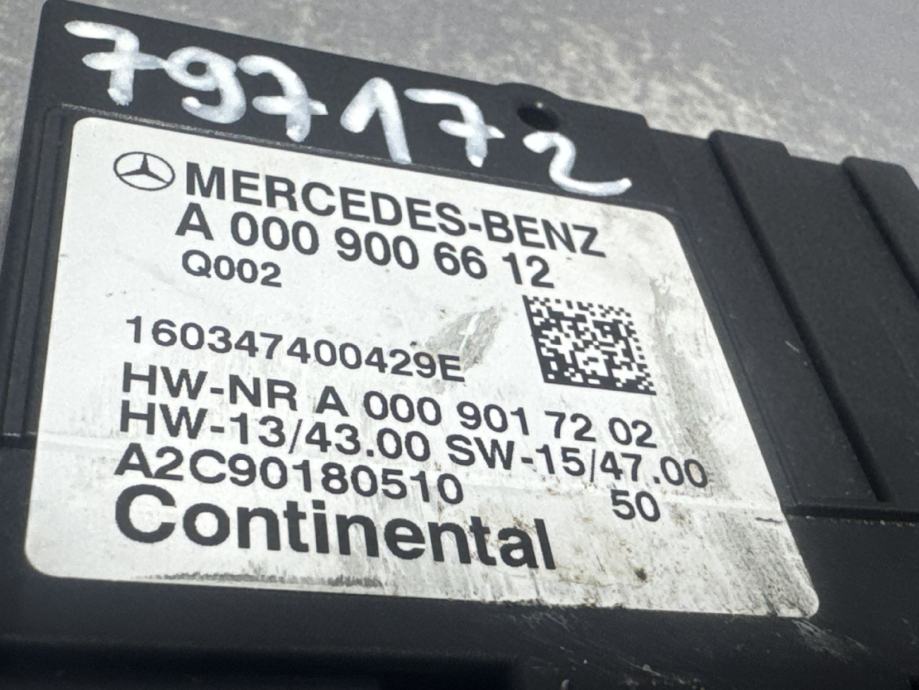 797172
MERCEDES-BENZ
A 000 900 66 12
Q002
160347400429E
HW-NR A 000 901 72 02
HW-13/43.00 SW-15/47.00
A2C90180510 50
Continental